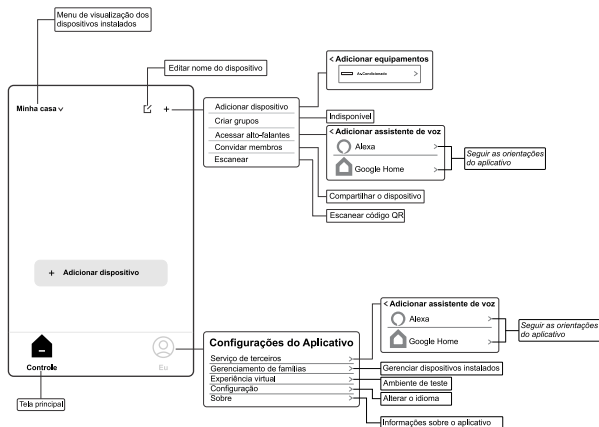 Menu de visualização dos
dispositivos instalados
Editar nome do dispositivo
Minha casa
+
Adicionar dispositivo
Criar grupos
Acessar alto-falantes
Convidar membros
Escanear
< Adicionar equipamentos
Ar Condicionado >
Indisponível
< Adicionar assistente de voz
Alexa >
Google Home >
Seguir as orientações
do aplicativo
Compartilhar o dispositivo
Escanear código QR
+ Adicionar dispositivo
Controle
Eu
Tela principal
Configurações do Aplicativo
Serviço de terceiros >
Gerenciamento de famílias >
Experiência virtual >
Configuração >
Sobre >
< Adicionar assistente de voz
Alexa >
Google Home >
Seguir as orientações
do aplicativo
Gerenciar dispositivos instalados
Ambiente de teste
Alterar o idioma
Informações sobre o aplicativo